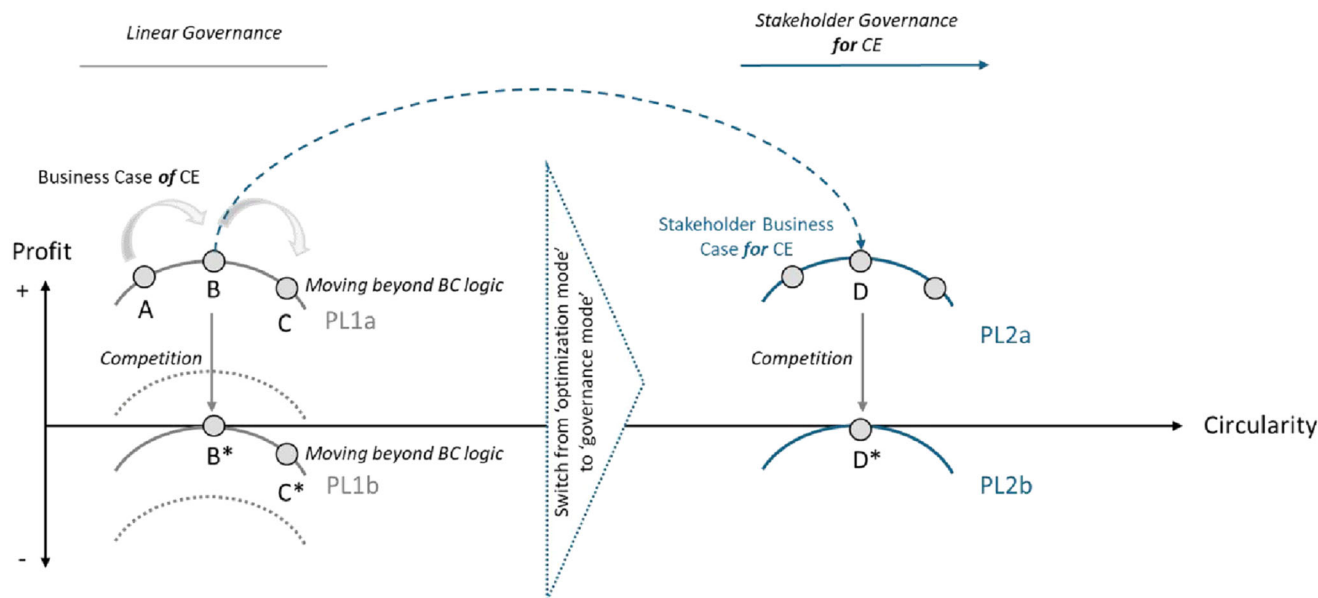 Linear Governance
Stakeholder Governance
for CE
Business Case of CE
Stakeholder Business
Case for CE
Profit
+
A
B
C
Moving beyond BC logic
PL1a
D
PL2a
Competition
Competition
Switch from 'optimization mode'
to 'governance mode'
Circularity
B*
C*
Moving beyond BC logic
PL1b
D*
PL2b
-